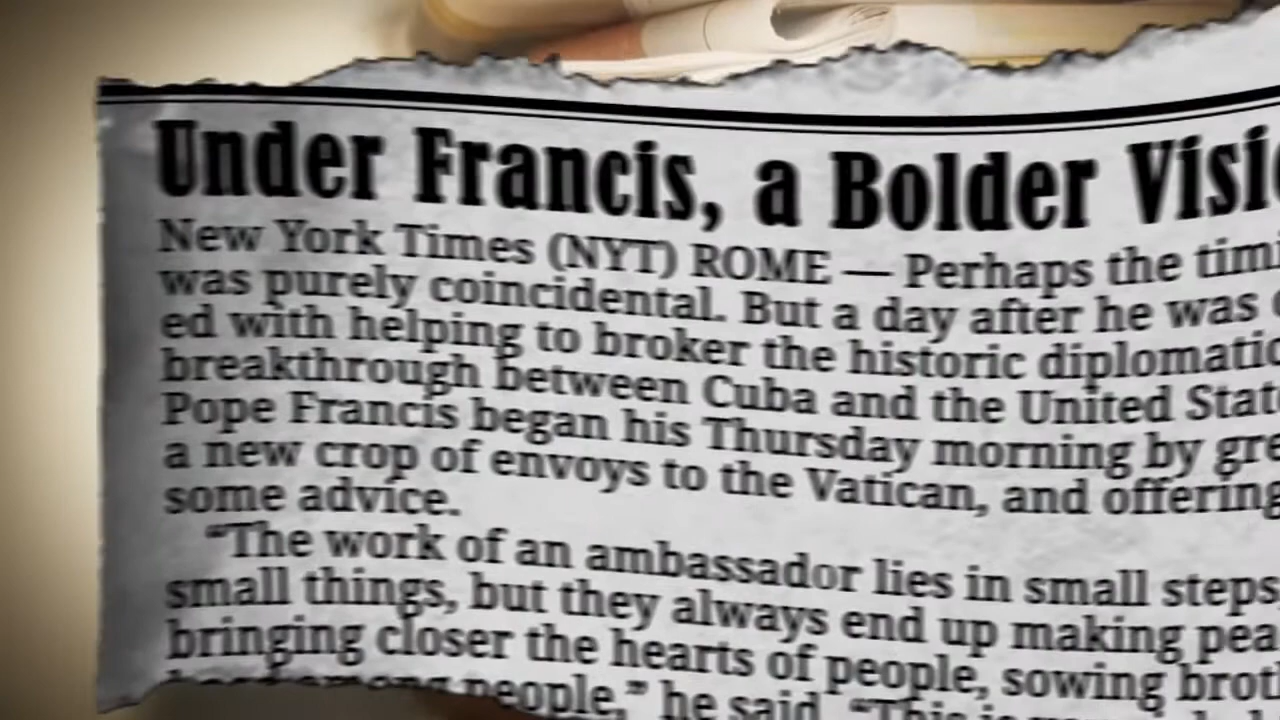 Under Francis, a Bolder Visi
New York Times (NYT) ROME — Perhaps the timi
was purely coincidental. But a day after he was
ed with helping to broker the historic diplomatic
breakthrough between Cuba and the United Stat
Pope Francis began his Thursday morning by gre
a new crop of envoys to the Vatican, and offering
some advice.
“The work of an ambassador lies in small steps,
small things, but they always end up making pea
bringing closer the hearts of people, sowing brot
among people,” he said. “This is